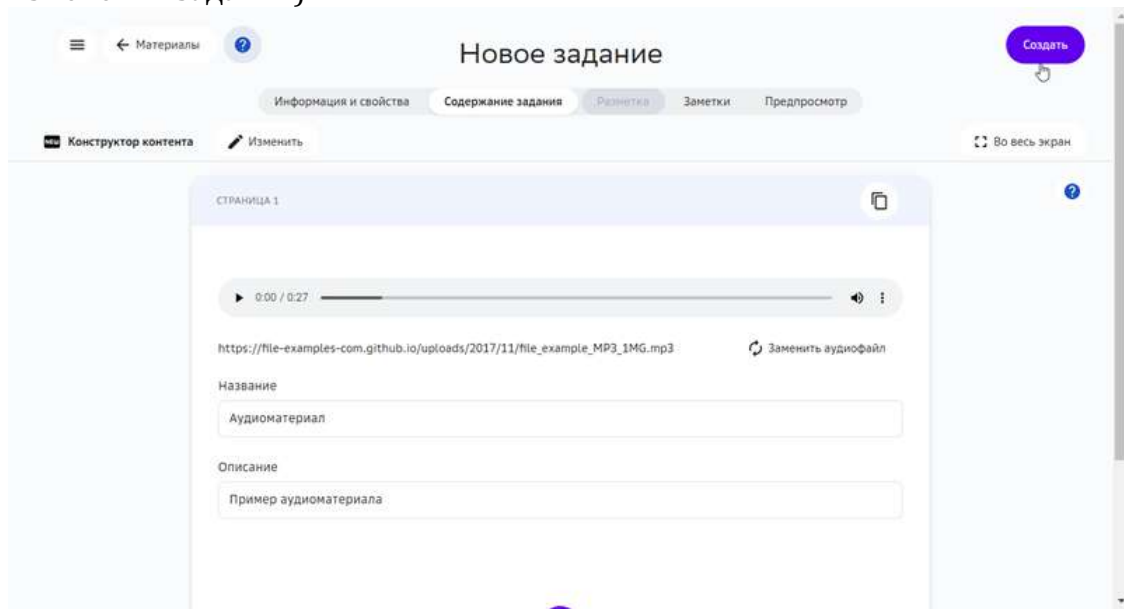 Материалы
Новое задание
Создать
Информация и свойства Содержание задания Разметка Заметки Предпросмотр
NEW Конструктор контента Изменить Во весь экран
СТРАНИЦА 1
0:00 / 0:27
https://file-examples-com.github.io/uploads/2017/11/file_example_MP3_1MG.mp3 Заменить аудиофайл
Название
Аудиоматериал
Описание
Пример аудиоматериала